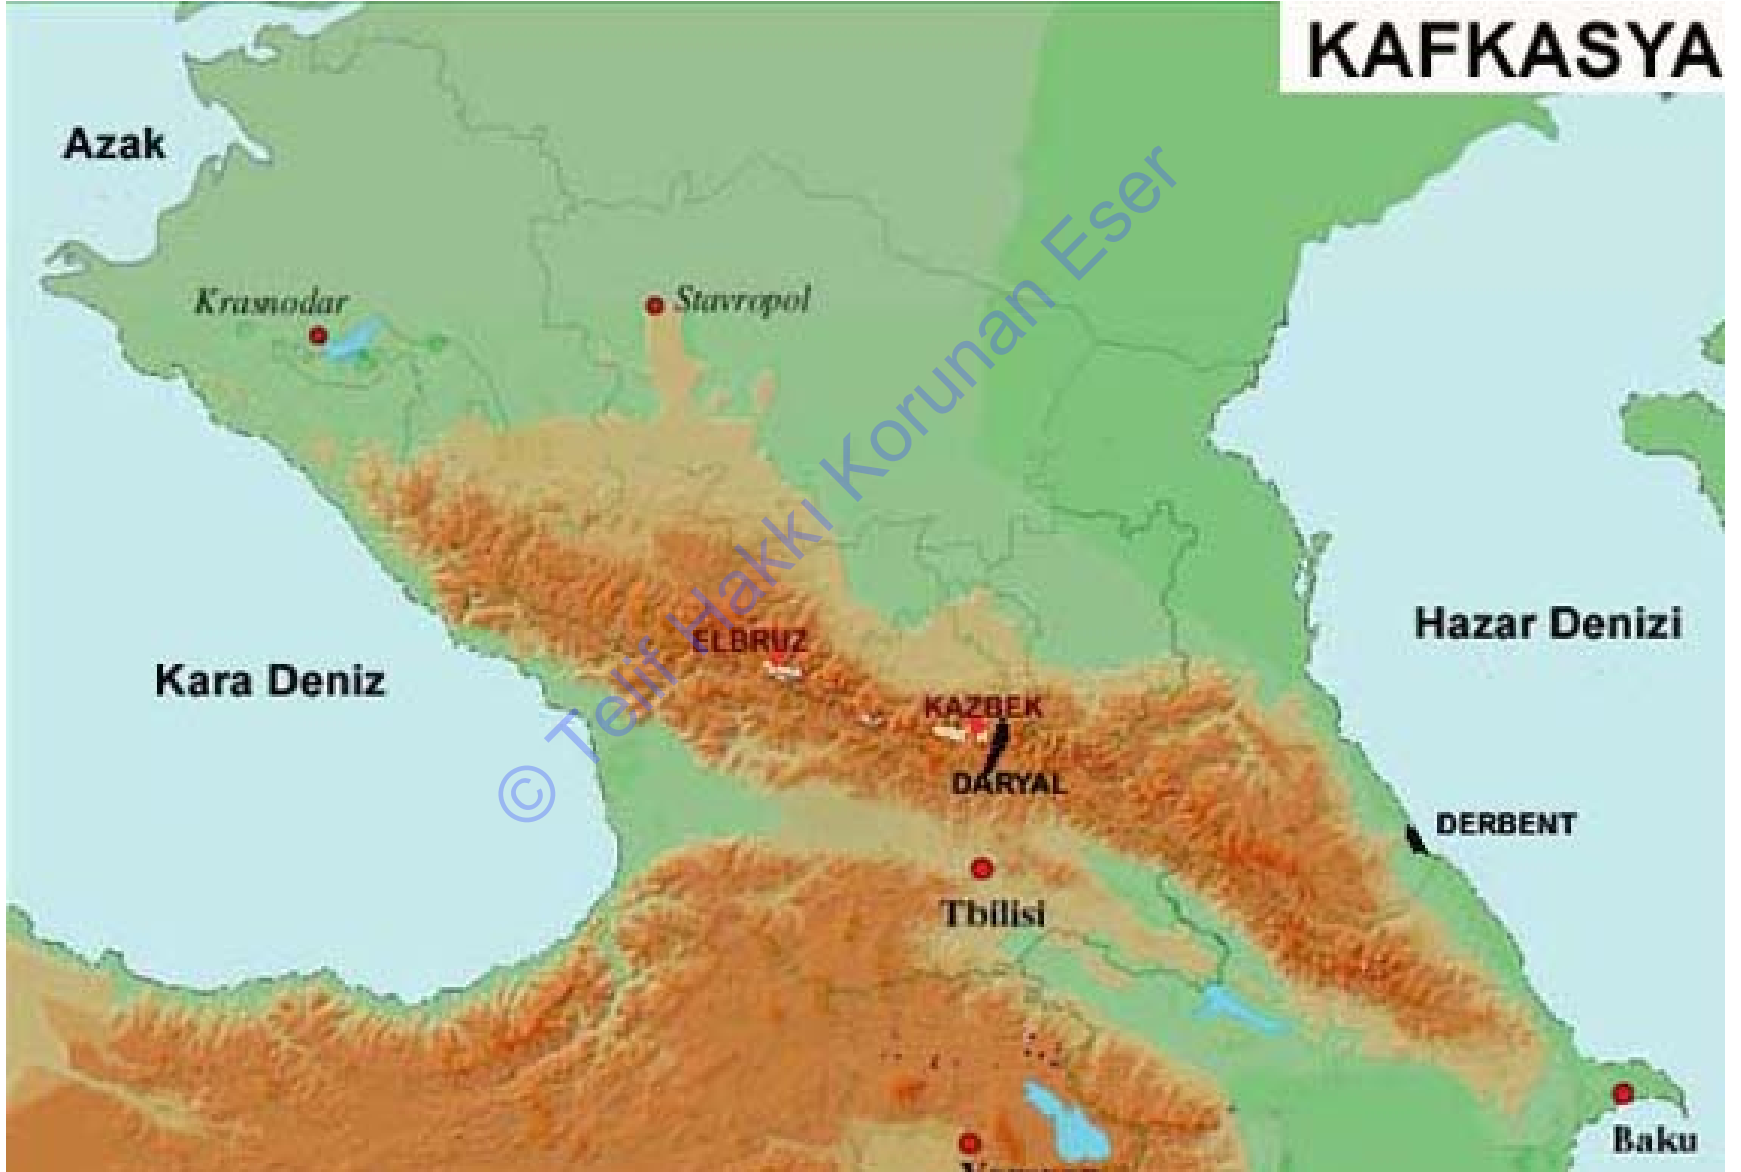 KAFKASYA
Azak
Krasnodar
Stavropol
© Telif Hakkı Korunan Eser
Hazar Denizi
ELBRUZ
Kara Deniz
KAZBEK
DARYAL
DERBENT
Tbilisi
Baku